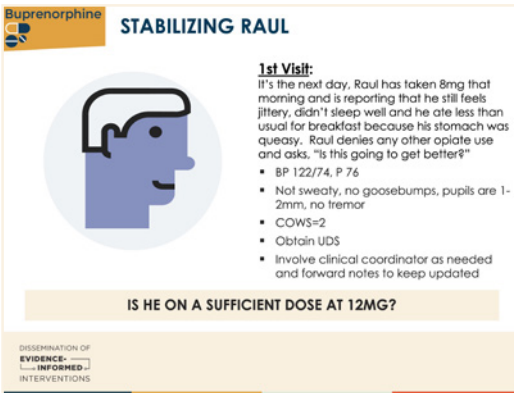 Buprenorphine
STABILIZING RAUL
1st Visit:
It's the next day, Raul has taken 8mg that
morning and is reporting that he still feels
jittery, didn't sleep well and he ate less than
usual for breakfast because his stomach was
queasy. Raul denies any other opiate use
and asks, "Is this going to get better?"
▪ BP 122/74, P 76
▪ Not sweaty, no goosebumps, pupils are 1-
2mm, no tremor
▪ COWS=2
▪ Obtain UDS
▪ Involve clinical coordinator as needed
and forward notes to keep updated
IS HE ON A SUFFICIENT DOSE AT 12MG?
DISSEMINATION OF
EVIDENCE-
INFORMED
INTERVENTIONS